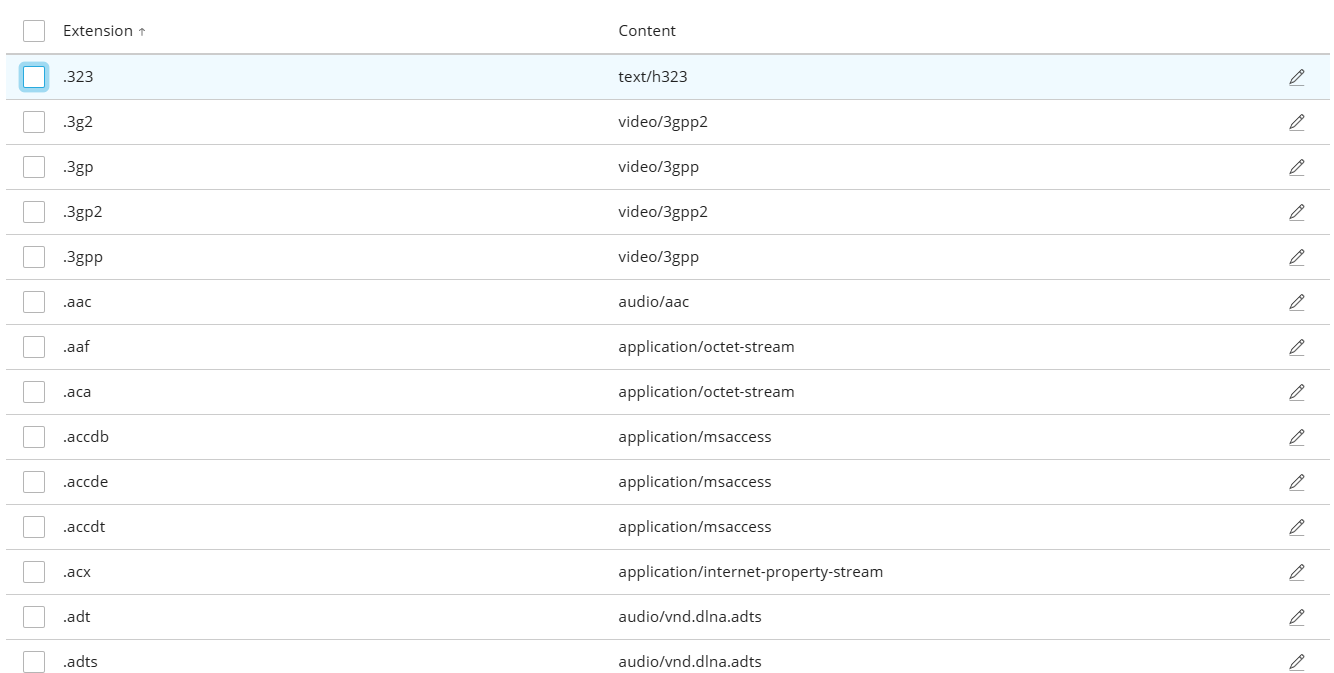 Extension ↑ Content
.323 text/h323
.3g2 video/3gpp2
.3gp video/3gpp
.3gp2 video/3gpp2
.3gpp video/3gpp
.aac audio/aac
.aaf application/octet-stream
.aca application/octet-stream
.accdb application/msaccess
.accde application/msaccess
.accdt application/msaccess
.acx application/internet-property-stream
.adt audio/vnd.dlna.adts
.adts audio/vnd.dlna.adts